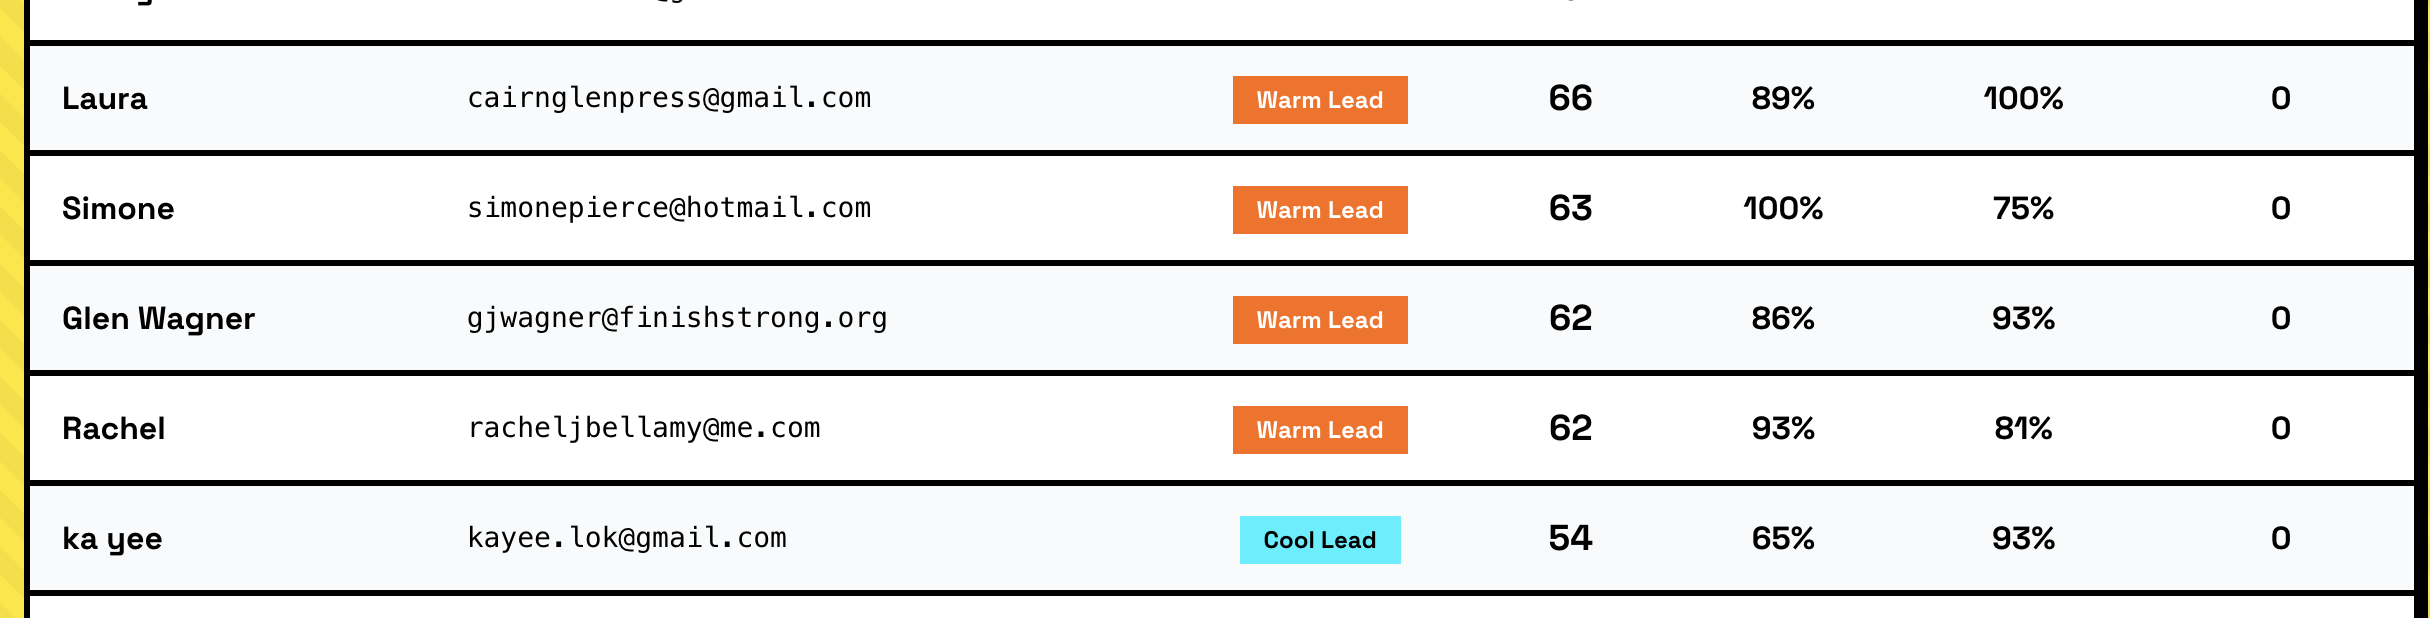 Laura cairnglenpress@gmail.com Warm Lead 66 89% 100% 0
Simone simonepierce@hotmail.com Warm Lead 63 100% 75% 0
Glen Wagner gjwagner@finishstrong.org Warm Lead 62 86% 93% 0
Rachel racheljbellamy@me.com Warm Lead 62 93% 81% 0
ka yee kayee.lok@gmail.com Cool Lead 54 65% 93% 0